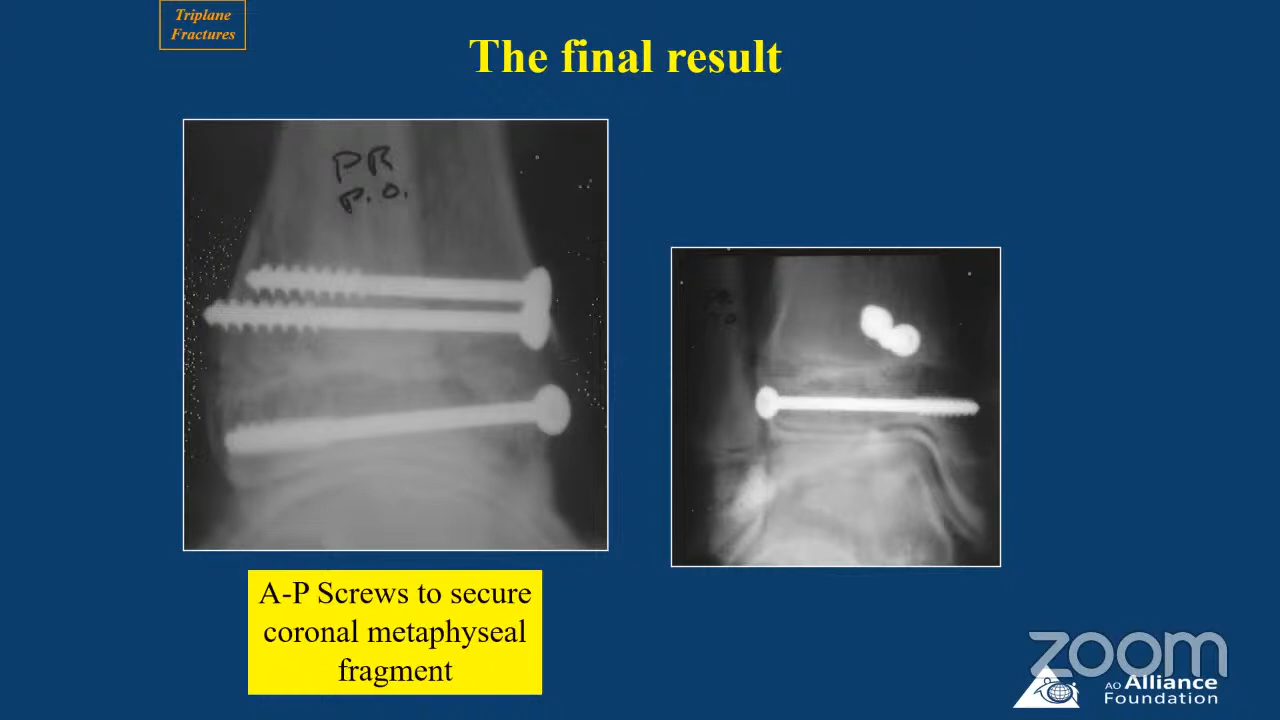 Triplane
Fractures
The final result
PR
P.O.
A-P Screws to secure
coronal metaphyseal
fragment
zoom
AO Alliance
Foundation